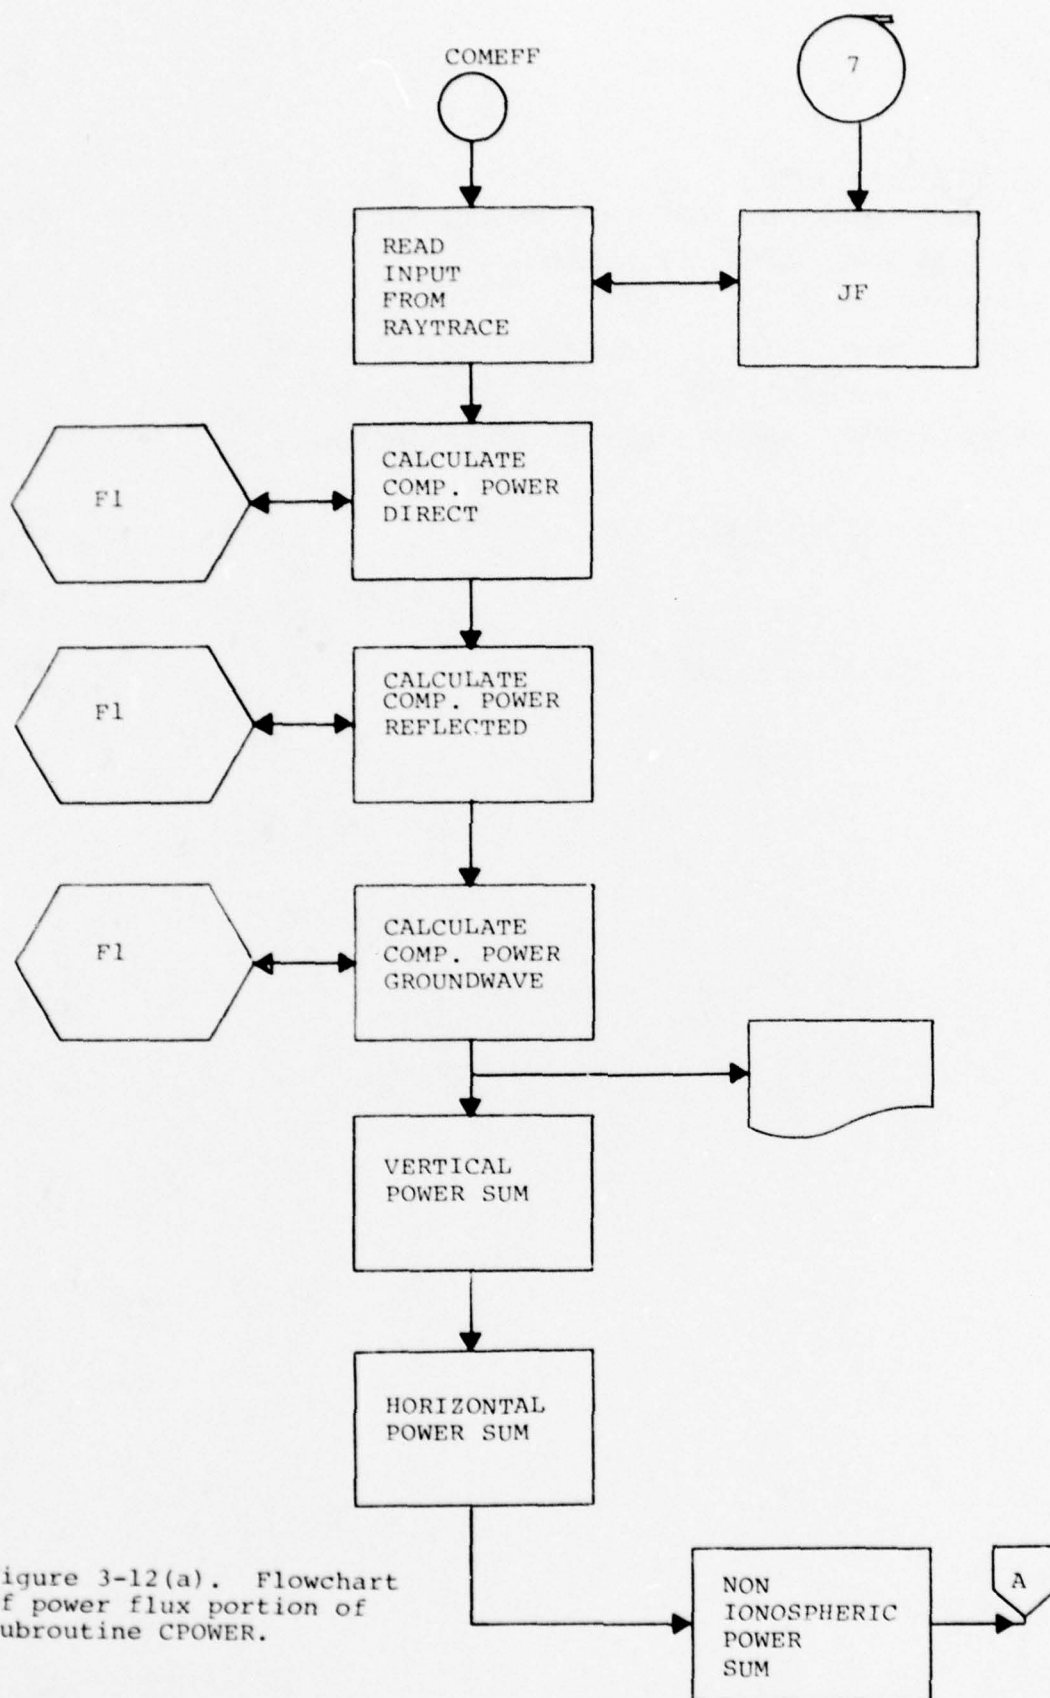 COMEFF
7
READ
INPUT
FROM
RAYTRACE
JF
F1
CALCULATE
COMP. POWER
DIRECT
F1
CALCULATE
COMP. POWER
REFLECTED
F1
CALCULATE
COMP. POWER
GROUNDWAVE
VERTICAL
POWER SUM
HORIZONTAL
POWER SUM
NON
IONOSPHERIC
POWER
SUM
A
igure 3-12(a). Flowchart
f power flux portion of
ubroutine CPOWER.